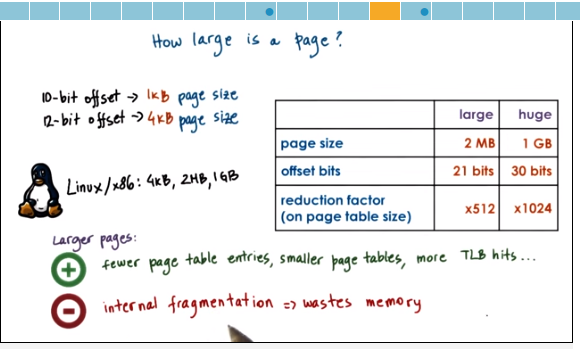 How large is a page?
10-bit offset -> 1kB page size
12-bit offset -> 4kB page size
large huge
page size 2 MB 1 GB
offset bits 21 bits 30 bits
reduction factor
(on page table size) x512 x1024
Linux/x86: 4kB, 2MB, 1GB
Larger pages:
+ fewer page table entries, smaller page tables, more TLB hits...
- internal fragmentation => wastes memory